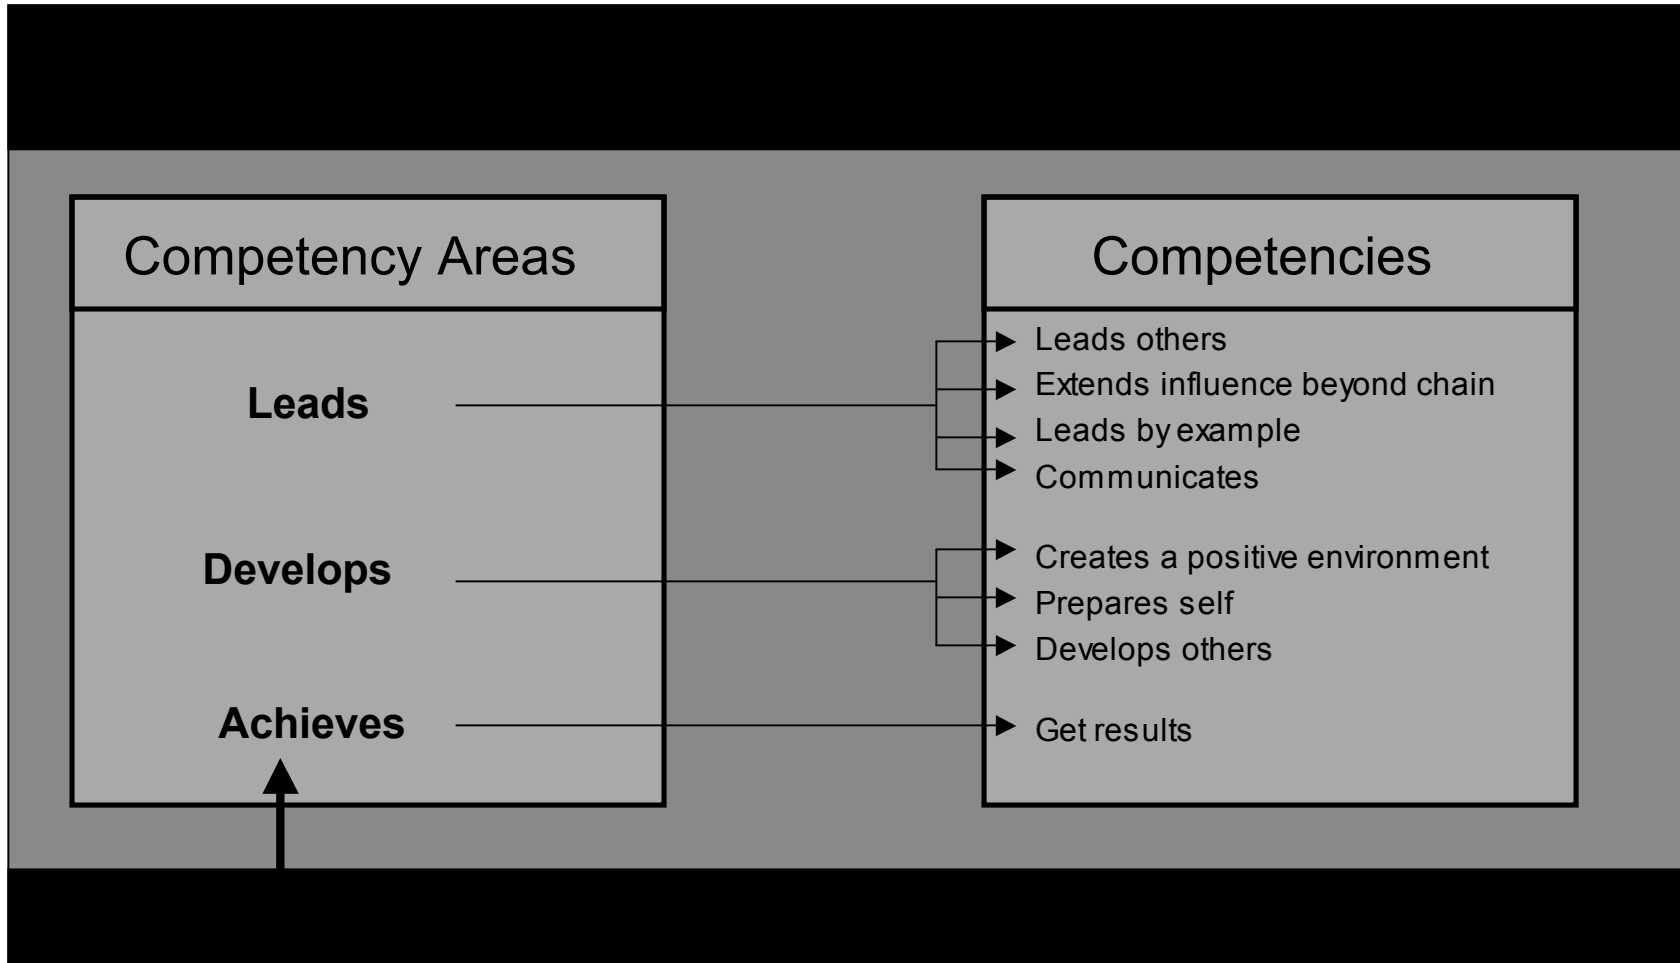 Competency Areas
Leads
Develops
Achieves
Competencies
Leads others
Extends influence beyond chain
Leads by example
Communicates
Creates a positive environment
Prepares self
Develops others
Get results